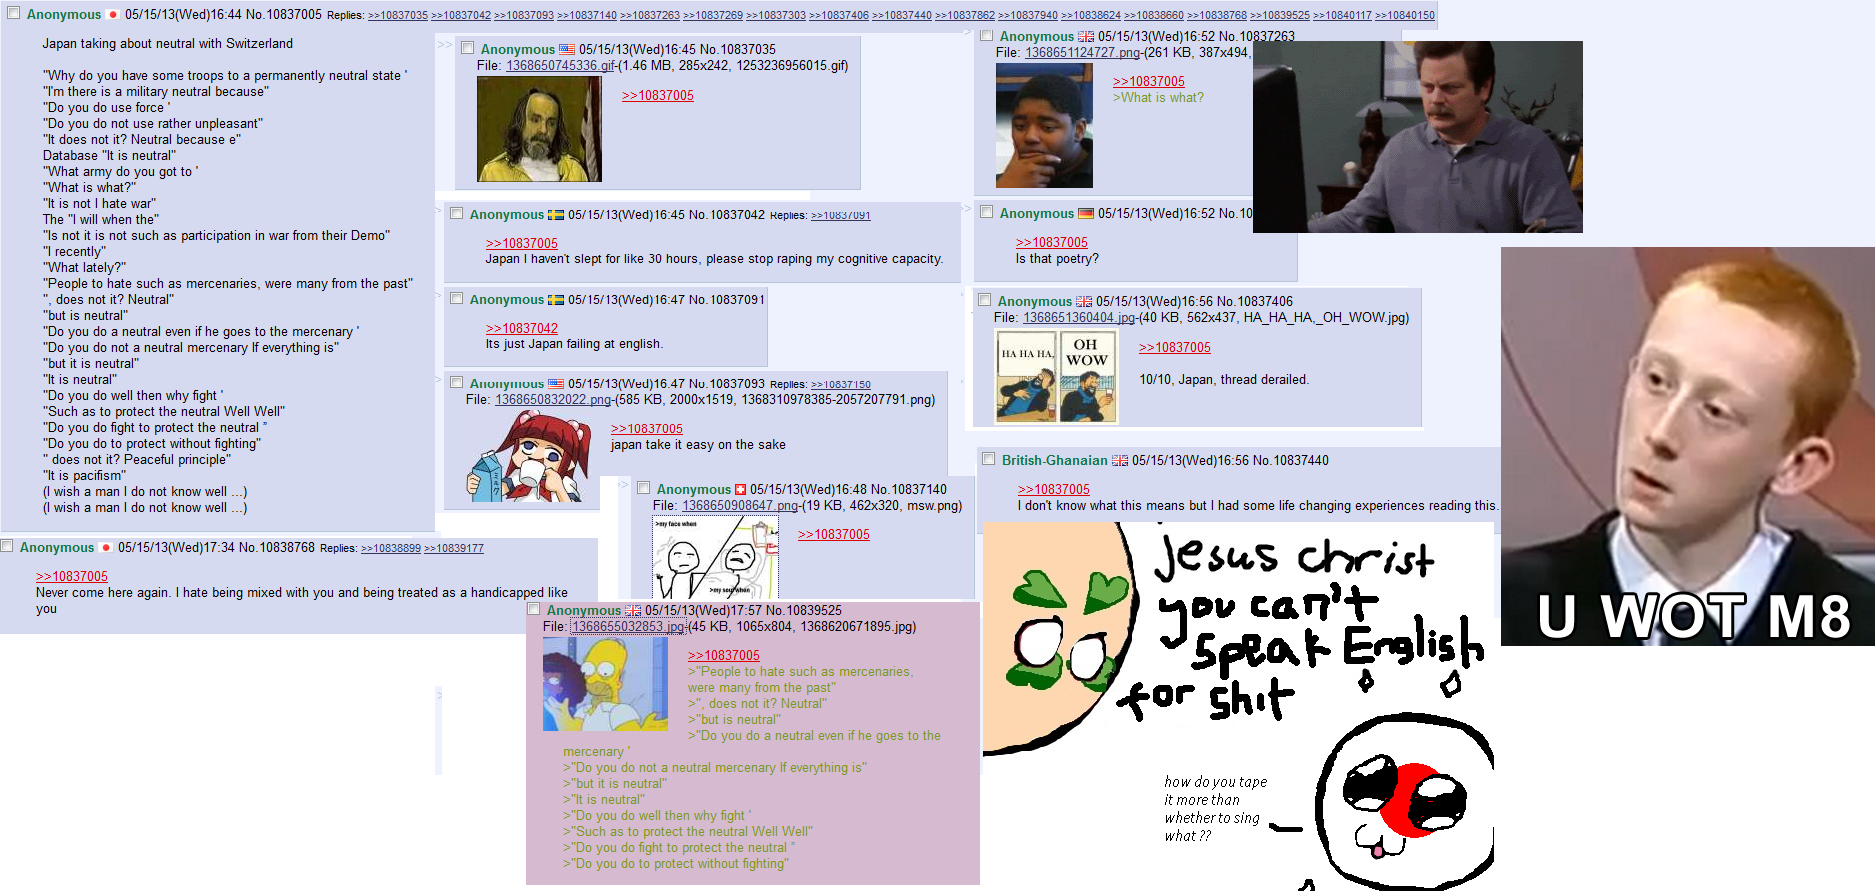 Anonymous 05/15/13(Wed)16:44 No.10837005 Replies: >>10837035 >>10837042 >>10837093 >>10837140 >>10837263 >>10837269 >>10837303 >>10837406 >>10837440 >>10837862 >>10837940 >>10838624 >>10838660 >>10838768 >>10839525 >>10840117 >>10840150
Japan taking about neutral with Switzerland
"Why do you have some troops to a permanently neutral state '
"I'm there is a military neutral because"
"Do you do use force '
"Do you do not use rather unpleasant"
"It does not it? Neutral because e"
Database "It is neutral"
"What army do you got to '
"What is what?"
"It is not I hate war"
The "I will when the"
"Is not it is not such as participation in war from their Demo"
"I recently"
"What lately?"
"People to hate such as mercenaries, were many from the past"
", does not it? Neutral"
"but is neutral"
"Do you do a neutral even if he goes to the mercenary '
"Do you do not a neutral mercenary If everything is"
"but it is neutral"
"It is neutral"
"Do you do well then why fight '
"Such as to protect the neutral Well Well"
"Do you do fight to protect the neutral "
"Do you do to protect without fighting"
" does not it? Peaceful principle"
"It is pacifism"
(I wish a man I do not know well ...)
(I wish a man I do not know well ...)
Anonymous 05/15/13(Wed)17:34 No.10838768 Replies: >>10838899 >>10839177
>>10837005
Never come here again. I hate being mixed with you and being treated as a handicapped like
you
>>
Anonymous 05/15/13(Wed)16:45 No.10837035
File: 1368650745336.gif-(1.46 MB, 285x242, 1253236956015.gif)
>>10837005
Anonymous 05/15/13(Wed)16:45 No.10837042 Replies: >>10837091
>>10837005
Japan I haven't slept for like 30 hours, please stop raping my cognitive capacity.
Anonymous 05/15/13(Wed)16:47 No.10837091
>>10837042
Its just Japan failing at english.
Anonymous 05/15/13(Wed)16:47 No.10837093 Replies: >>10837150
File: 1368650832022.png-(585 KB, 2000x1519, 1368310978385-2057207791.png)
>>10837005
japan take it easy on the sake
>>
Anonymous 05/15/13(Wed)16:48 No.10837140
File: 1368650908647.png-(19 KB, 462x320, msw.png)
>>10837005
>my face when
>my soul when
Anonymous 05/15/13(Wed)17:57 No.10839525
File: 1368655032853.jpg-(45 KB, 1065x804, 1368620671895.jpg)
>>10837005
>"People to hate such as mercenaries,
were many from the past"
>", does not it? Neutral"
>"but is neutral"
>"Do you do a neutral even if he goes to the
mercenary '
>"Do you do not a neutral mercenary If everything is"
>"but it is neutral"
>"It is neutral"
>"Do you do well then why fight '
>"Such as to protect the neutral Well Well"
>"Do you do fight to protect the neutral "
>"Do you do to protect without fighting"
Anonymous 05/15/13(Wed)16:52 No.10837263
File: 1368651124727.png-(261 KB, 387x494,
>>10837005
>What is what?
Anonymous 05/15/13(Wed)16:52 No.10
>>10837005
Is that poetry?
Anonymous 05/15/13(Wed)16:56 No.10837406
File: 1368651360404.jpg-(40 KB, 562x437, HA_HA_HA,_OH_WOW.jpg)
HA HA HA,
OH WOW
>>10837005
10/10, Japan, thread derailed.
British-Ghanaian 05/15/13(Wed)16:56 No.10837440
>>10837005
I don't know what this means but I had some life changing experiences reading this.
U WOT M8
jesus christ
you can't
speak English
for shit
how do you tape
it more than
whether to sing
what ??